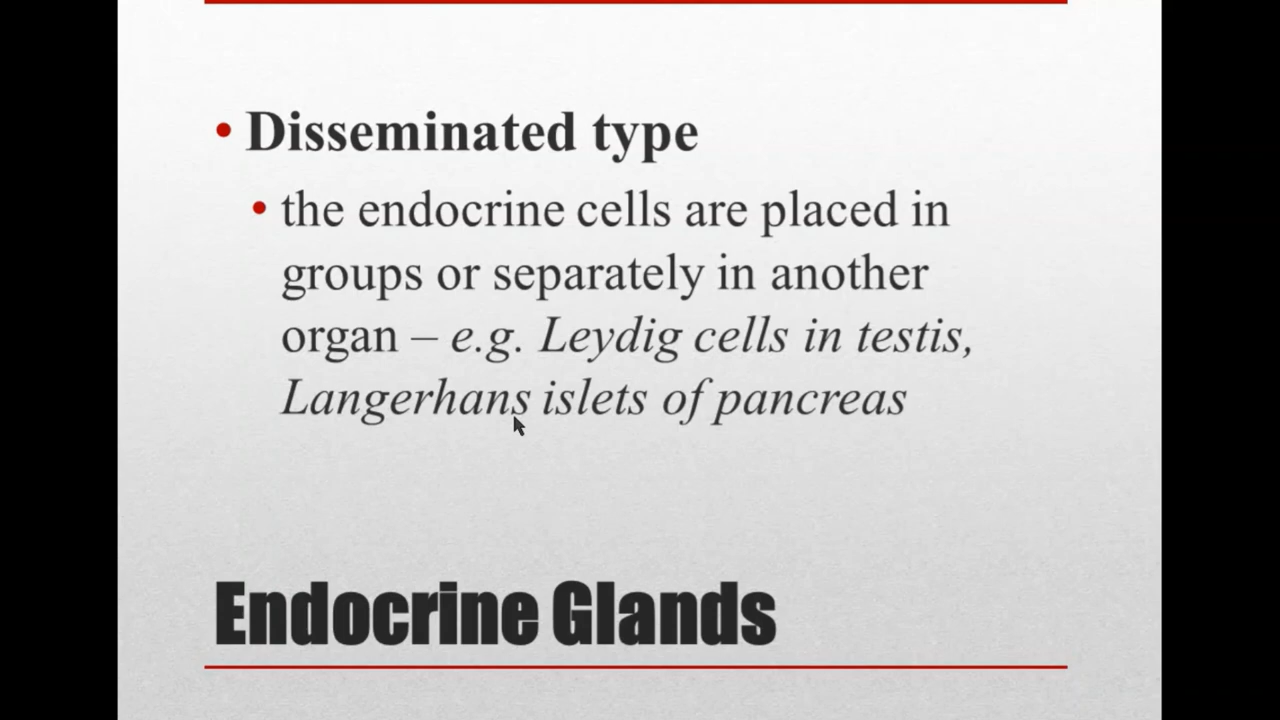 • Disseminated type
• the endocrine cells are placed in
groups or separately in another
organ – e.g. Leydig cells in testis,
Langerhans islets of pancreas
Endocrine Glands